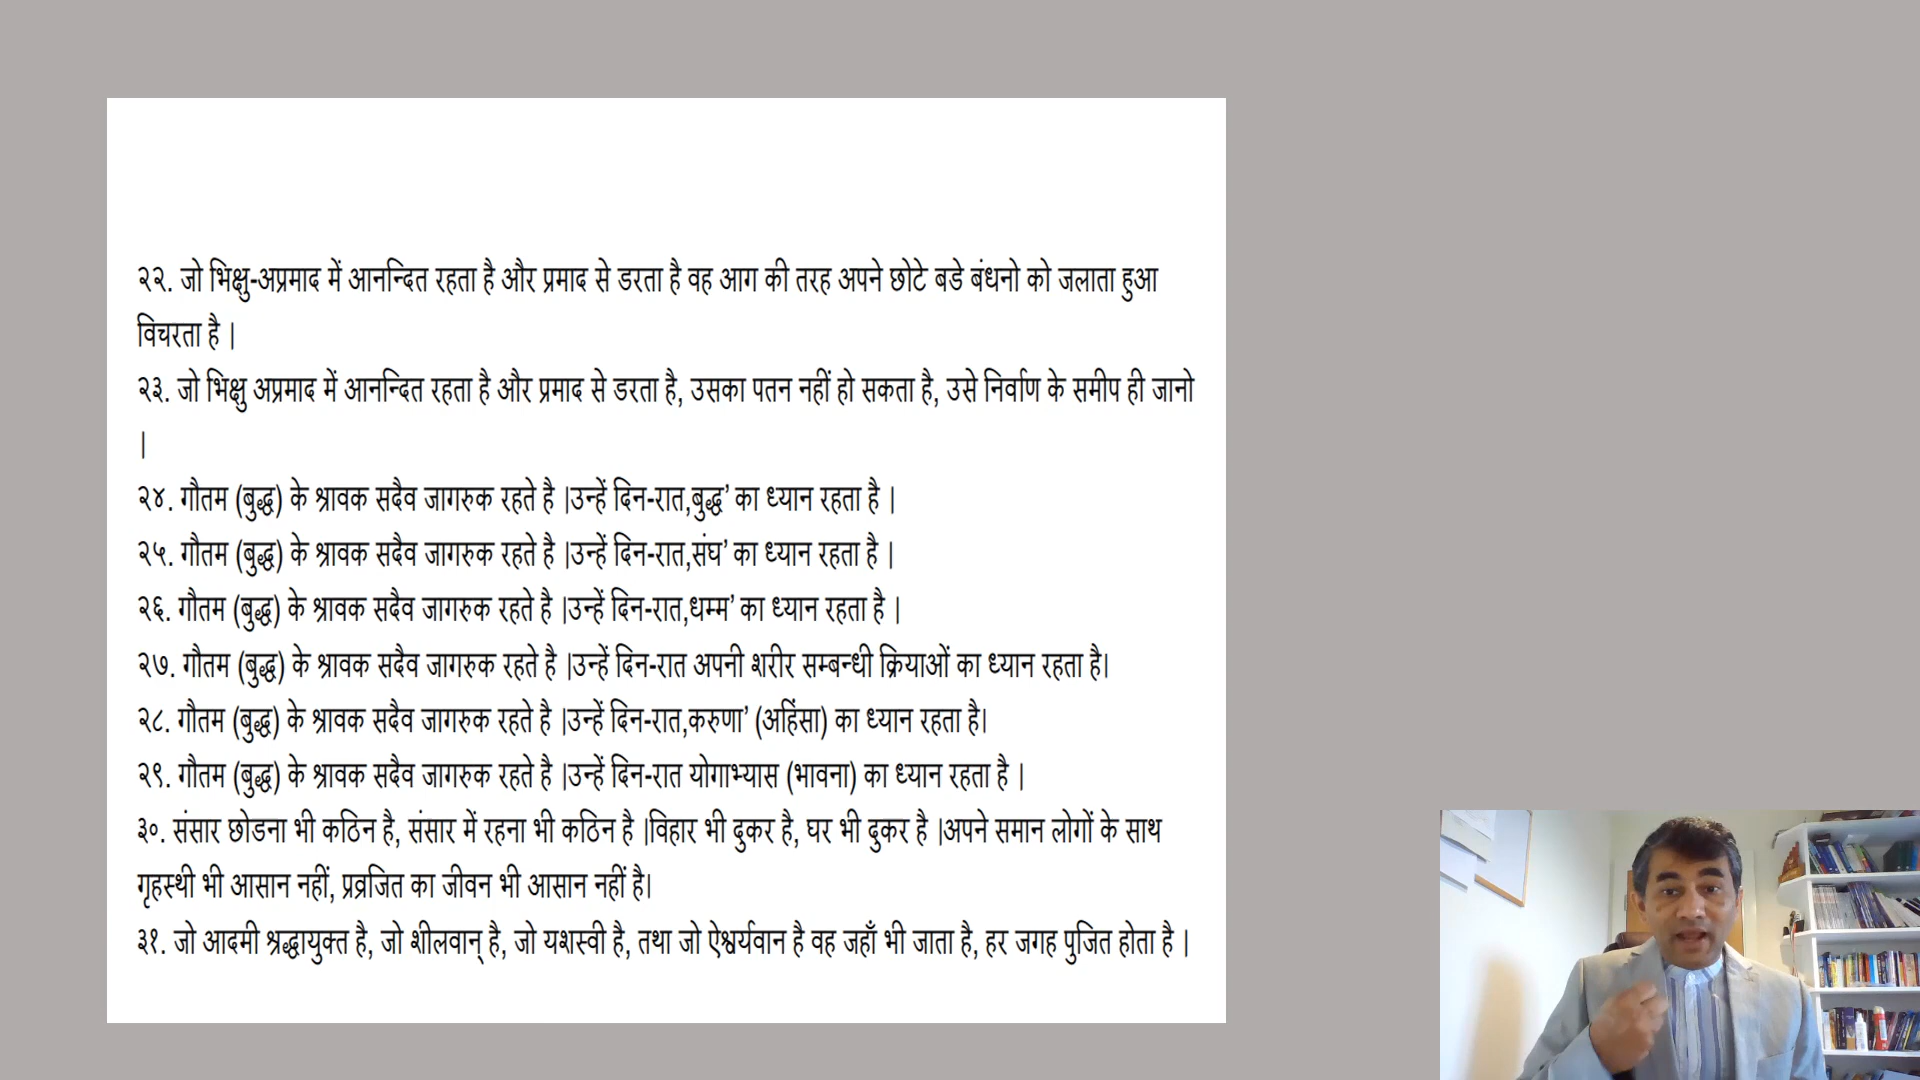 २२. जो भिक्षु-अप्रमाद में आनन्दित रहता है और प्रमाद से डरता है वह आग की तरह अपने छोटे बडे बंधनो को जलाता हुआ
विचरता है |
२३. जो भिक्षु अप्रमाद में आनन्दित रहता है और प्रमाद से डरता है, उसका पतन नहीं हो सकता है, उसे निर्वाण के समीप ही जानो
|
२४. गौतम (बुद्ध) के श्रावक सदैव जागरुक रहते है |उन्हें दिन-रात,बुद्ध’ का ध्यान रहता है |
२५. गौतम (बुद्ध) के श्रावक सदैव जागरुक रहते है |उन्हें दिन-रात,संघ’ का ध्यान रहता है |
२६. गौतम (बुद्ध) के श्रावक सदैव जागरुक रहते है |उन्हें दिन-रात,धम्म’ का ध्यान रहता है |
२७. गौतम (बुद्ध) के श्रावक सदैव जागरुक रहते है |उन्हें दिन-रात अपनी शरीर सम्बन्धी क्रियाओं का ध्यान रहता है।
२८. गौतम (बुद्ध) के श्रावक सदैव जागरुक रहते है |उन्हें दिन-रात,करुणा’ (अहिंसा) का ध्यान रहता है।
२९. गौतम (बुद्ध) के श्रावक सदैव जागरुक रहते है |उन्हें दिन-रात योगाभ्यास (भावना) का ध्यान रहता है |
३०. संसार छोडना भी कठिन है, संसार में रहना भी कठिन है |विहार भी दुकर है, घर भी दुकर है |अपने समान लोगों के साथ
गृहस्थी भी आसान नहीं, प्रव्रजित का जीवन भी आसान नहीं है।
३१. जो आदमी श्रद्धायुक्त है, जो शीलवान् है, जो यशस्वी है, तथा जो ऐश्वर्यवान है वह जहाँ भी जाता है, हर जगह पुजित होता है |